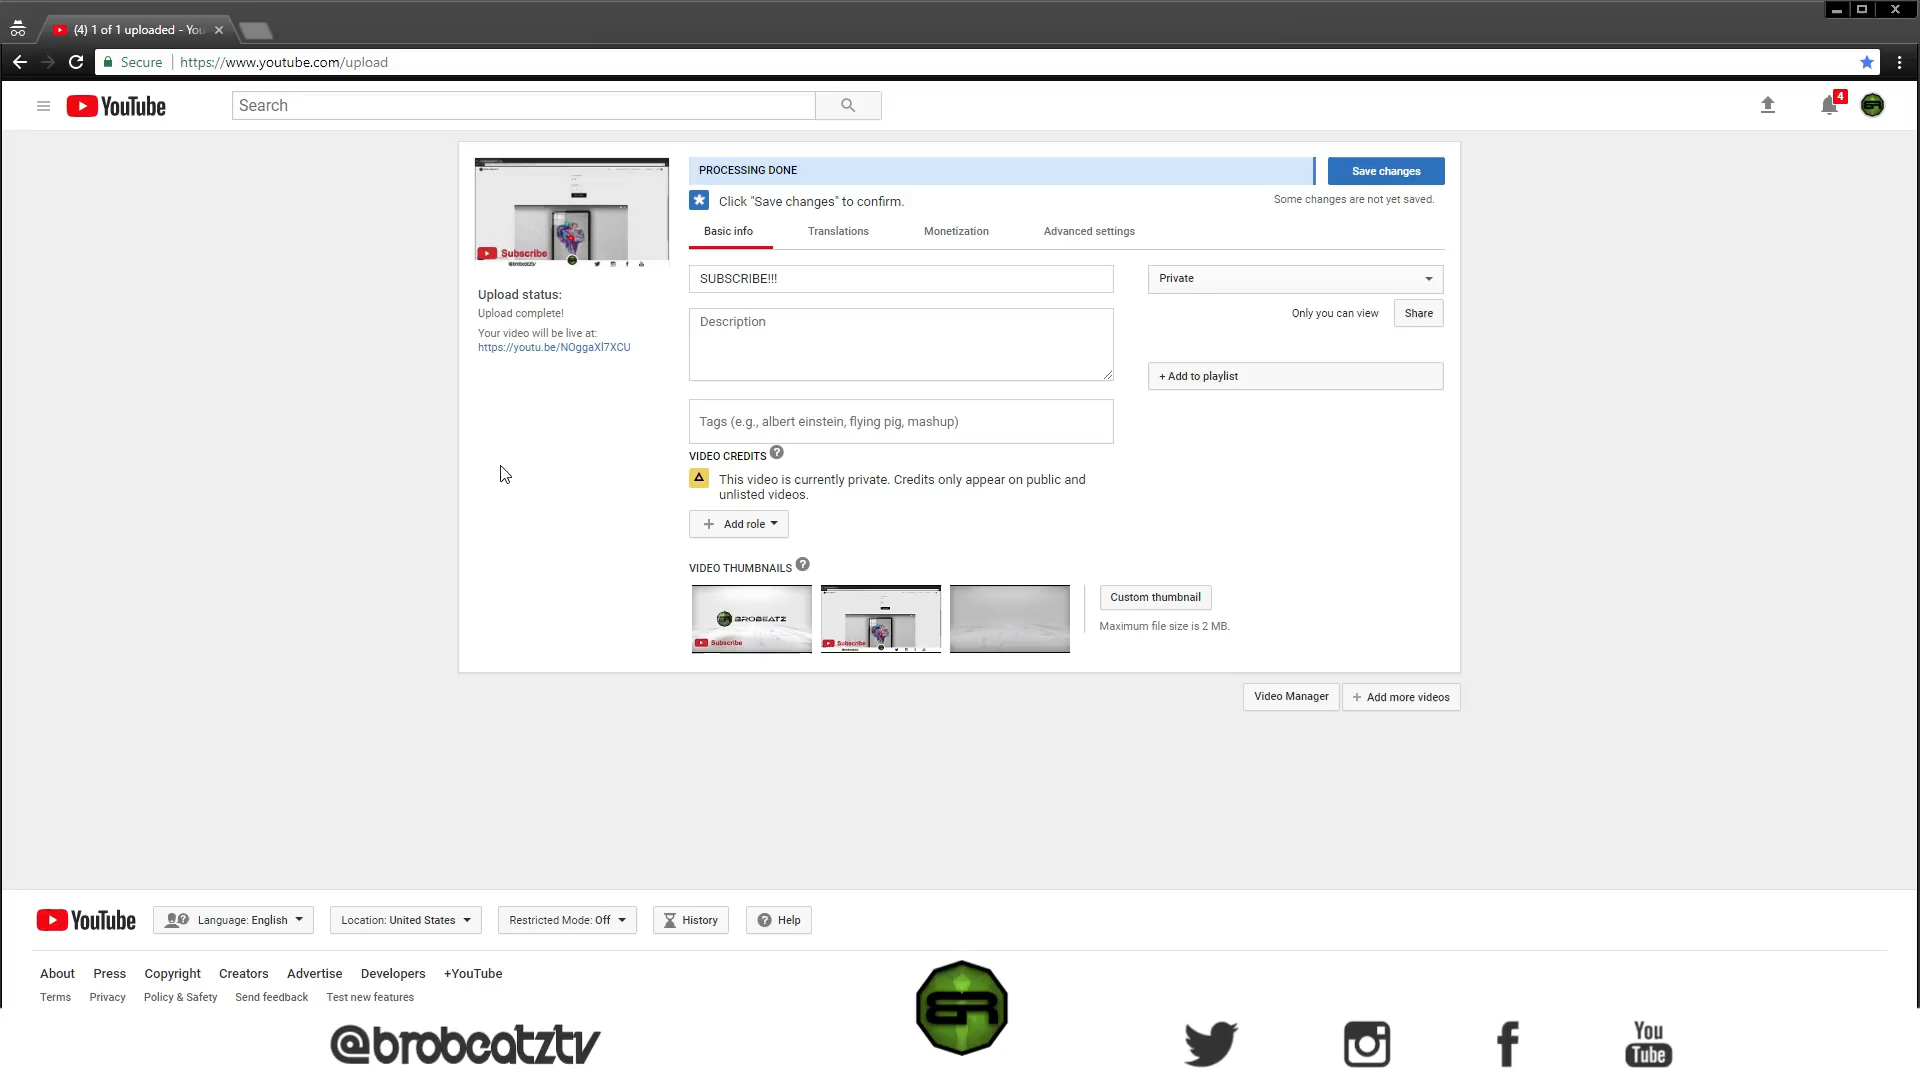 (4) 1 of 1 uploaded - You
Secure
https://www.youtube.com/upload
YouTube
Search
4
PROCESSING DONE
Save changes
Click "Save changes" to confirm.
Some changes are not yet saved.
Basic info
Translations
Monetization
Advanced settings
Subscribe
@brobeatztv
Upload status:
Upload complete!
Your video will be live at:
https://youtu.be/NOggaXl7XCU
SUBSCRIBE!!!
Private
Description
Only you can view
Share
+ Add to playlist
Tags (e.g., albert einstein, flying pig, mashup)
VIDEO CREDITS ?
This video is currently private. Credits only appear on public and
unlisted videos.
Add role
VIDEO THUMBNAILS ?
BROBEATZ
Subscribe
Subscribe
Custom thumbnail
Maximum file size is 2 MB.
Video Manager
+ Add more videos
YouTube
Language: English
Location: United States
Restricted Mode: Off
History
Help
About Press Copyright Creators Advertise Developers +YouTube
Terms Privacy Policy & Safety Send feedback Test new features
@brobeatztv
BR
You
Tube